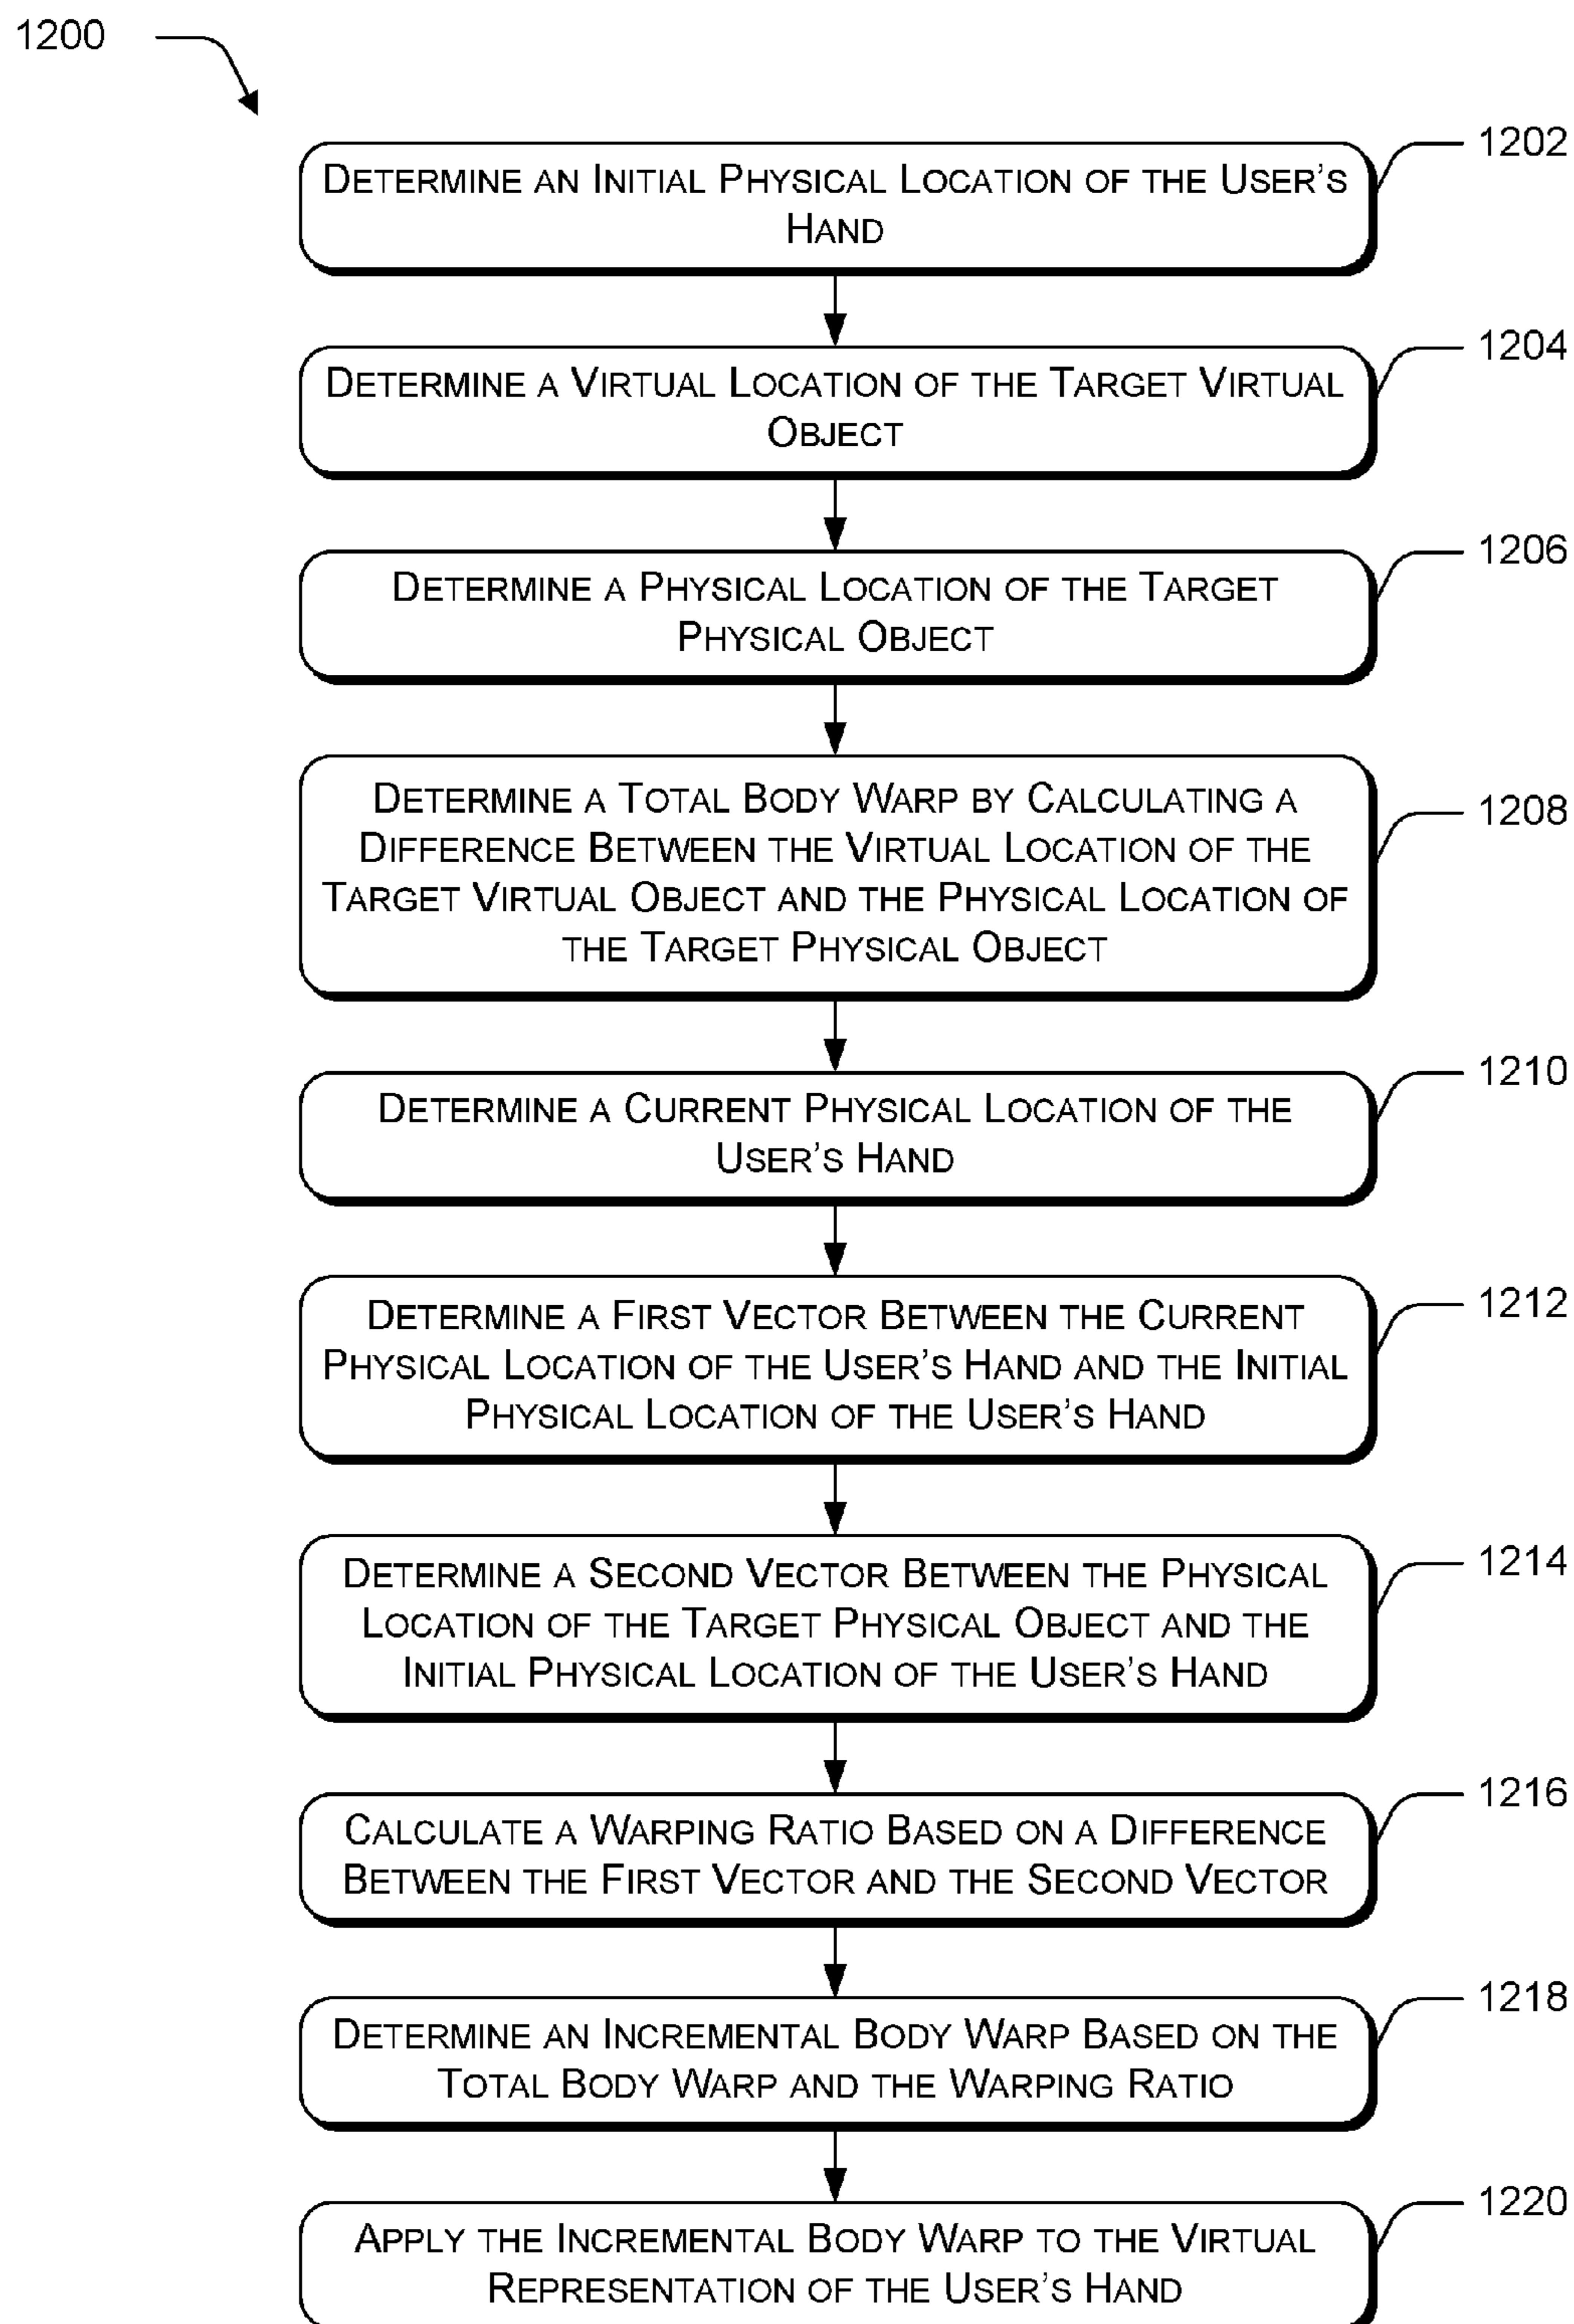 1200
1202
DETERMINE AN INITIAL PHYSICAL LOCATION OF THE USER'S
HAND
1204
DETERMINE A VIRTUAL LOCATION OF THE TARGET VIRTUAL
OBJECT
1206
DETERMINE A PHYSICAL LOCATION OF THE TARGET
PHYSICAL OBJECT
1208
DETERMINE A TOTAL BODY WARP BY CALCULATING A
DIFFERENCE BETWEEN THE VIRTUAL LOCATION OF THE
TARGET VIRTUAL OBJECT AND THE PHYSICAL LOCATION OF
THE TARGET PHYSICAL OBJECT
1210
DETERMINE A CURRENT PHYSICAL LOCATION OF THE
USER'S HAND
1212
DETERMINE A FIRST VECTOR BETWEEN THE CURRENT
PHYSICAL LOCATION OF THE USER'S HAND AND THE INITIAL
PHYSICAL LOCATION OF THE USER'S HAND
1214
DETERMINE A SECOND VECTOR BETWEEN THE PHYSICAL
LOCATION OF THE TARGET PHYSICAL OBJECT AND THE
INITIAL PHYSICAL LOCATION OF THE USER'S HAND
1216
CALCULATE A WARPING RATIO BASED ON A DIFFERENCE
BETWEEN THE FIRST VECTOR AND THE SECOND VECTOR
1218
DETERMINE AN INCREMENTAL BODY WARP BASED ON THE
TOTAL BODY WARP AND THE WARPING RATIO
1220
APPLY THE INCREMENTAL BODY WARP TO THE VIRTUAL
REPRESENTATION OF THE USER'S HAND